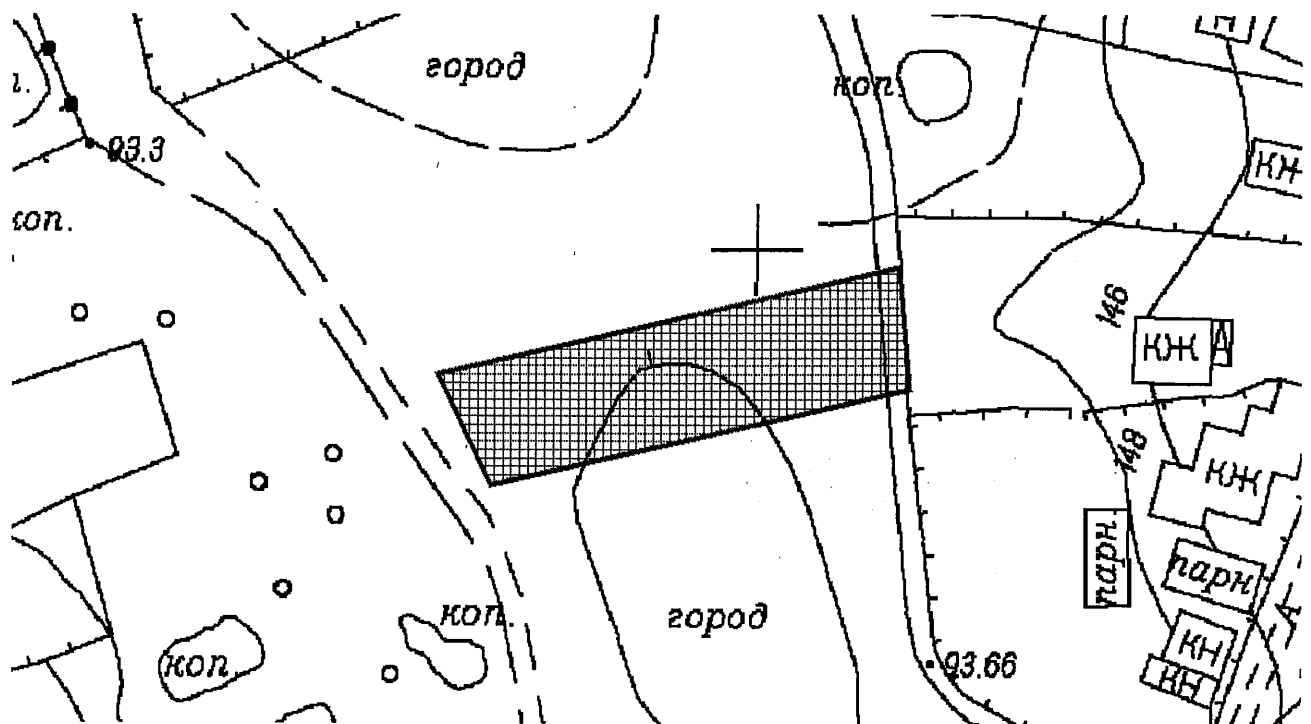 Н
город
коп.
КЖ
93.3
коп.
146
КЖ
148
КЖ
парн.
парн
город
коп.
коп
93.66
КН
КН